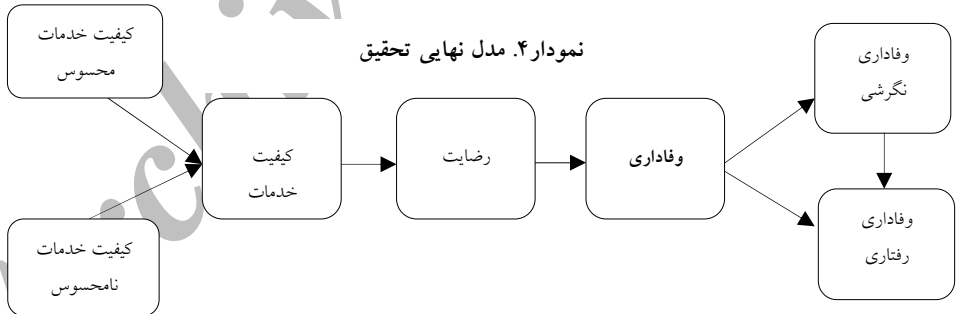 نمودار۴. مدل نهایی تحقیق
کیفیت خدمات
محسوس
کیفیت خدمات
نامحسوس
کیفیت
خدمات
رضایت
وفاداری
وفاداری
نگرشی
وفاداری
رفتاری